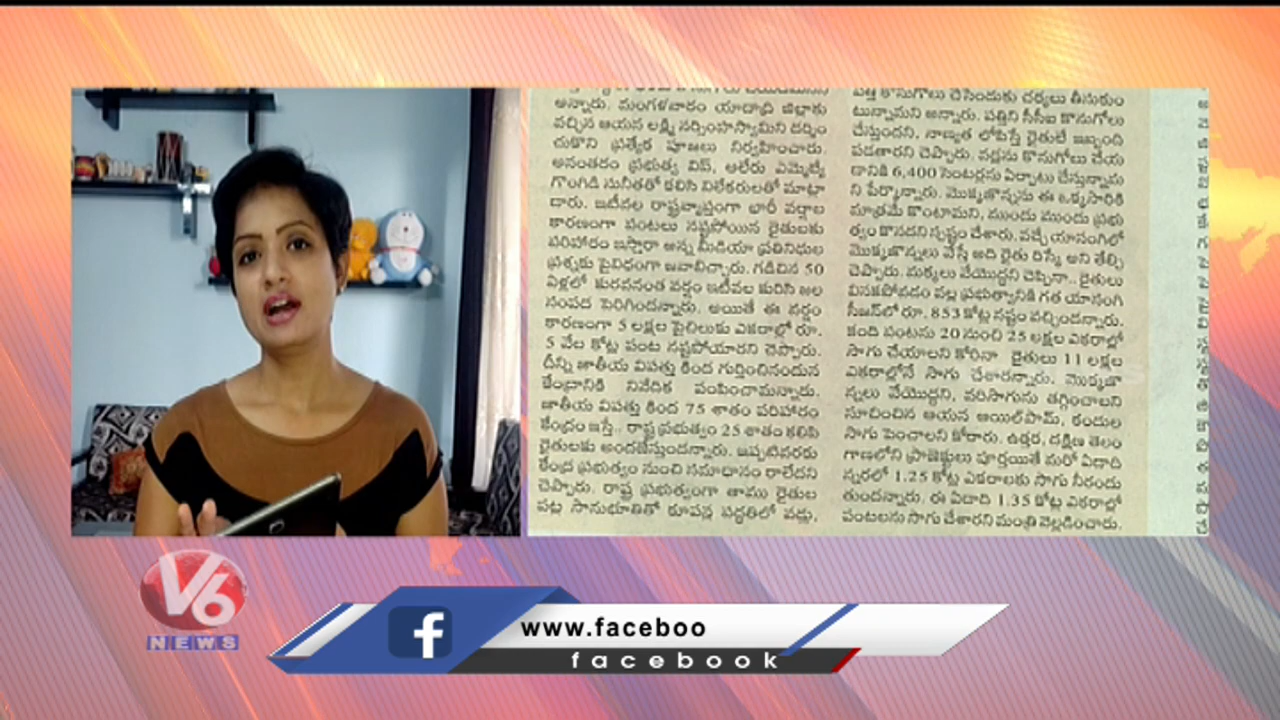 అన్నారు. మంగళవారం యాదాద్రి జిల్లాకు
వచ్చిన ఆయన లక్ష్మి నర్సింహస్వామిని దర్శిం
చుకొని ప్రత్యేక పూజలు నిర్వహించారు.
అనంతరం ప్రభుత్వ విప్, ఆలేరు ఎమ్మెల్యే
గొంగిడి సునీతతో కలిసి విలేకరులతో మాట్లా
డారు. ఇటీవల రాష్ట్రవ్యాప్తంగా భారీ వర్షాల
కారణంగా పంటలు నష్టపోయిన రైతులకు
పరిహారం ఇస్తారా అన్న మీడియా ప్రతినిధుల
ప్రశ్నకు పైవిధంగా జవాబిచ్చారు. గడిచిన 50
ఏళ్లలో కురవనంత వర్షం ఇటీవల కురిసి జల
సంపద పెరిగిందన్నారు. అయితే ఈ వర్షం
కారణంగా 5 లక్షల పైచిలుకు ఎకరాల్లో రూ.
5 వేల కోట్ల పంట నష్టపోయారని చెప్పారు.
దీన్ని జాతీయ విపత్తు కింద గుర్తించినందున
కేంద్రానికి నివేదిక పంపించామన్నాడు.
జాతీయ విపత్తు కింద 75 శాతం పరిహారం
కేంద్రం ఇస్తే.. రాష్ట్ర ప్రభుత్వం 25 శాతం కలిపి
రైతులకు అందజేస్తుందన్నారు. ఇప్పటివరకు
కేంద్ర ప్రభుత్వం నుంచి సమాధానం రాలేదని
చెప్పారు. రాష్ట్ర ప్రభుత్వంగా తాము రైతుల
పట్ల సానుభూతితో కూపన్ల పద్ధతిలో వడ్లు,
పత్తి కొనుగోలు చేసేందుకు చర్యలు తీసుకుం
టున్నామని అన్నారు. పత్తిని సీసీఐ కొనుగోలు
చేస్తుందని, నాణ్యత లోపిస్తే రైతులే ఇబ్బంది
పడతారని చెప్పారు. వడ్లను కొనుగోలు చేయ
డానికి 6,400 సెంటర్లను ఏర్పాటు చేస్తున్నామ
ని పేర్కొన్నారు. మొక్కజొన్నను ఈ ఒక్కసారికి
మాత్రమే కొంటామని, ముందు ముందు ప్రభు
త్వం కొనదని స్పష్టం చేశారు. వచ్చే యాసంగిలో
మొక్కజొన్నలు వేస్తే అది రైతు రిస్కే అని తేల్చి
చెప్పారు. మక్కలు వేయొద్దని చెప్పినా.. రైతులు
వినకపోవడం వల్ల ప్రభుత్వానికి గత యాసంగి
సీజన్‌లో రూ. 853 కోట్ల నష్టం వచ్చిందన్నారు.
కంది పంటను 20 నుంచి 25 లక్షల ఎకరాల్లో
సాగు చేయాలని కోరినా రైతులు 11 లక్షల
ఎకరాల్లోనే సాగు చేశారన్నారు. మొక్కజొ
న్నలు వేయొద్దని, వరిసాగును తగ్గించాలని
సూచించిన ఆయన ఆయిల్‌పామ్, కందుల
సాగు పెంచాలని కోరారు. ఉత్తర, దక్షిణ తెలం
గాణలోని ప్రాజెక్టులు పూర్తయితే మరో ఏడాది
న్నరలో 1.25 కోట్ల ఎకరాలకు సాగు నీరందు
తుందన్నారు. ఈ ఏడాది 1.35 కోట్ల ఎకరాల్లో
పంటలను సాగు చేశారని మంత్రి వెల్లడించారు.
V6
NEWS
f
www.faceboo
facebook